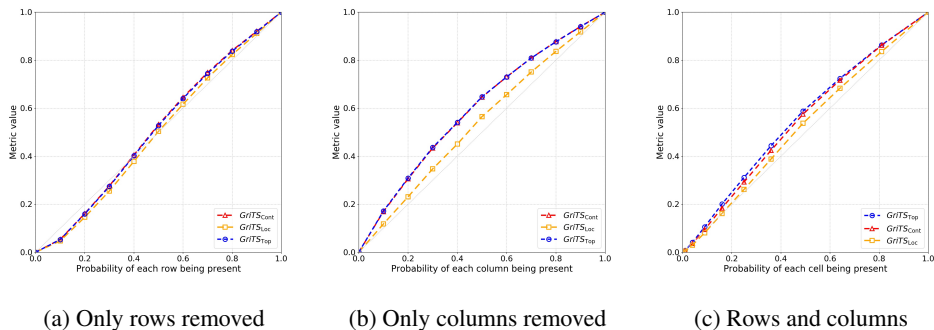 1.0
0.8
0.6
0.4
0.2
0.0
Metric value
0.0 0.2 0.4 0.6 0.8 1.0
Probability of each row being present
GriTS_Cont
GriTS_Loc
GriTS_Top
(a) Only rows removed
1.0
0.8
0.6
0.4
0.2
0.0
Metric value
0.0 0.2 0.4 0.6 0.8 1.0
Probability of each column being present
GriTS_Cont
GriTS_Loc
GriTS_Top
(b) Only columns removed
1.0
0.8
0.6
0.4
0.2
0.0
Metric value
0.0 0.2 0.4 0.6 0.8 1.0
Probability of each cell being present
GriTS_Top
GriTS_Cont
GriTS_Loc
(c) Rows and columns